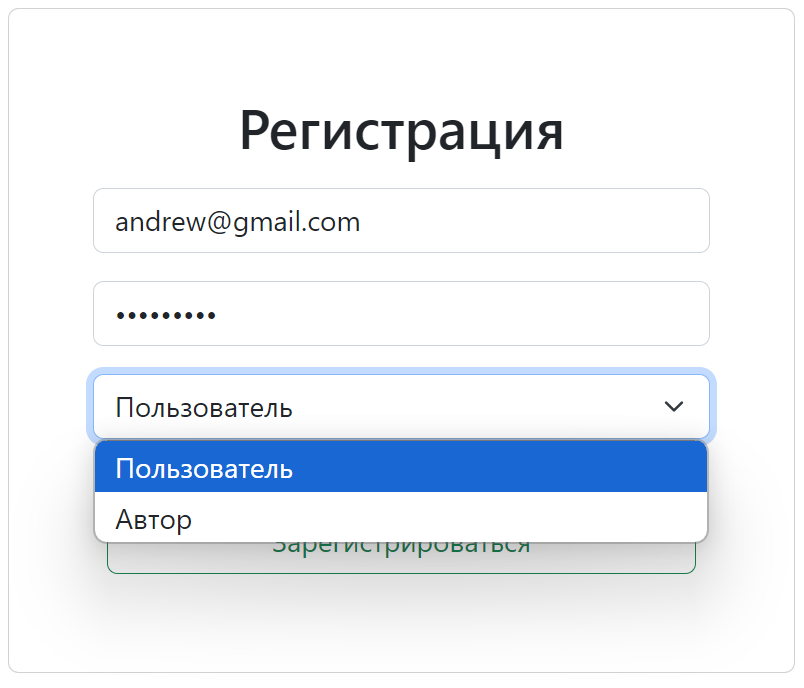 Регистрация
andrew@gmail.com
•••••••••
Пользователь
Пользователь
Автор
Зарегистрироваться